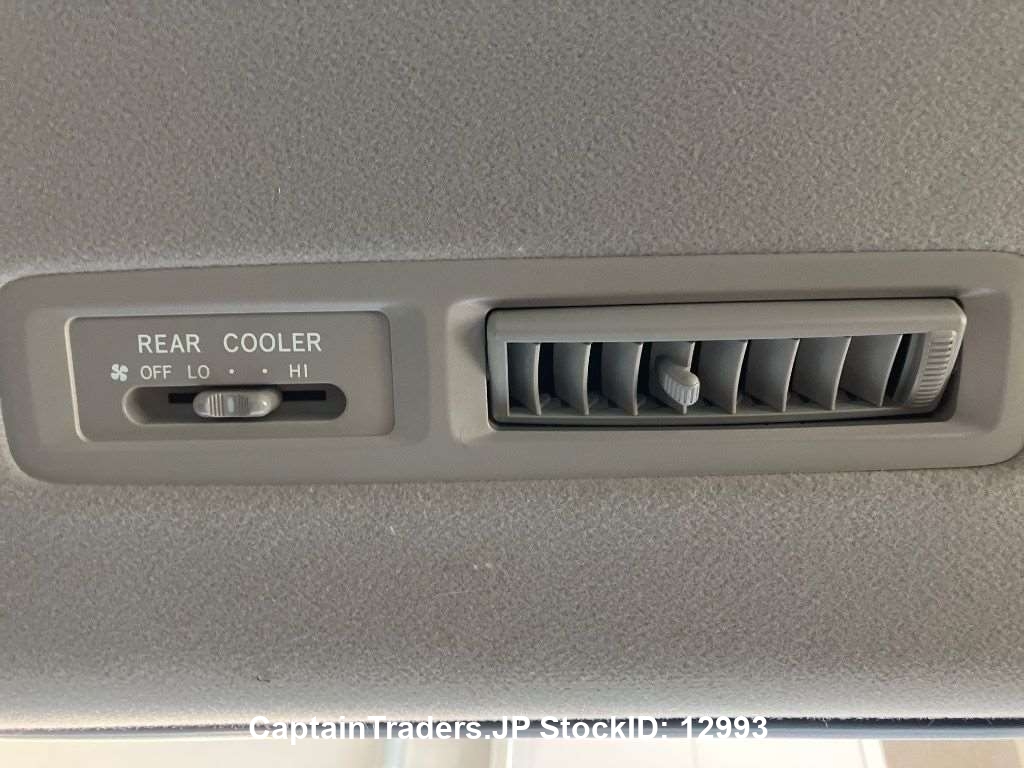 REAR COOLER
OFF LO • • HI
CaptainTraders.JP StockID: 12993